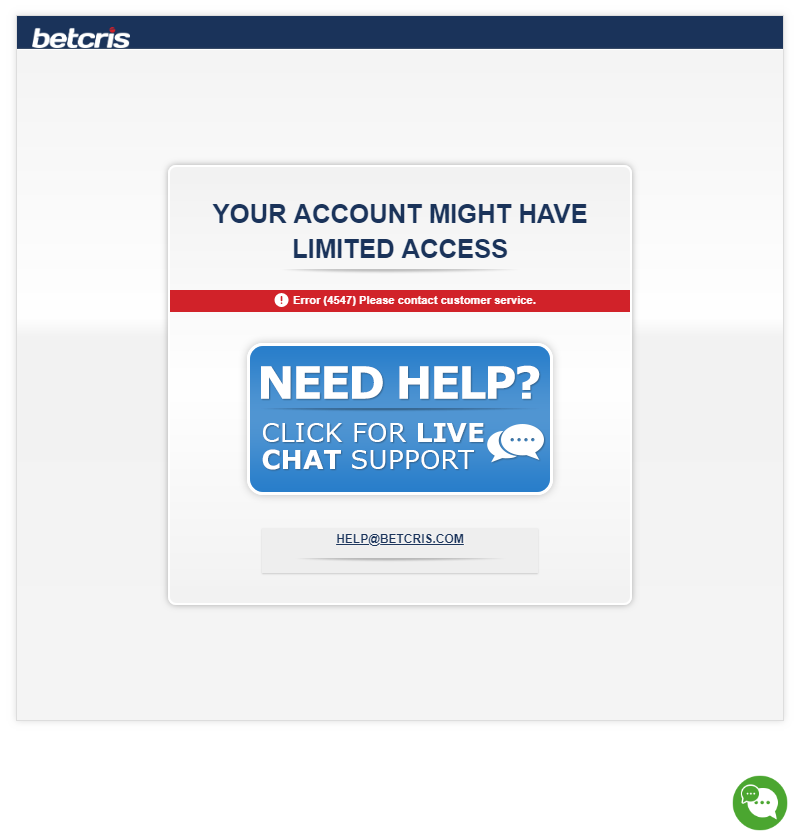 betcris
YOUR ACCOUNT MIGHT HAVE
LIMITED ACCESS
! Error (4547) Please contact customer service.
NEED HELP?
CLICK FOR LIVE
CHAT SUPPORT
HELP@BETCRIS.COM